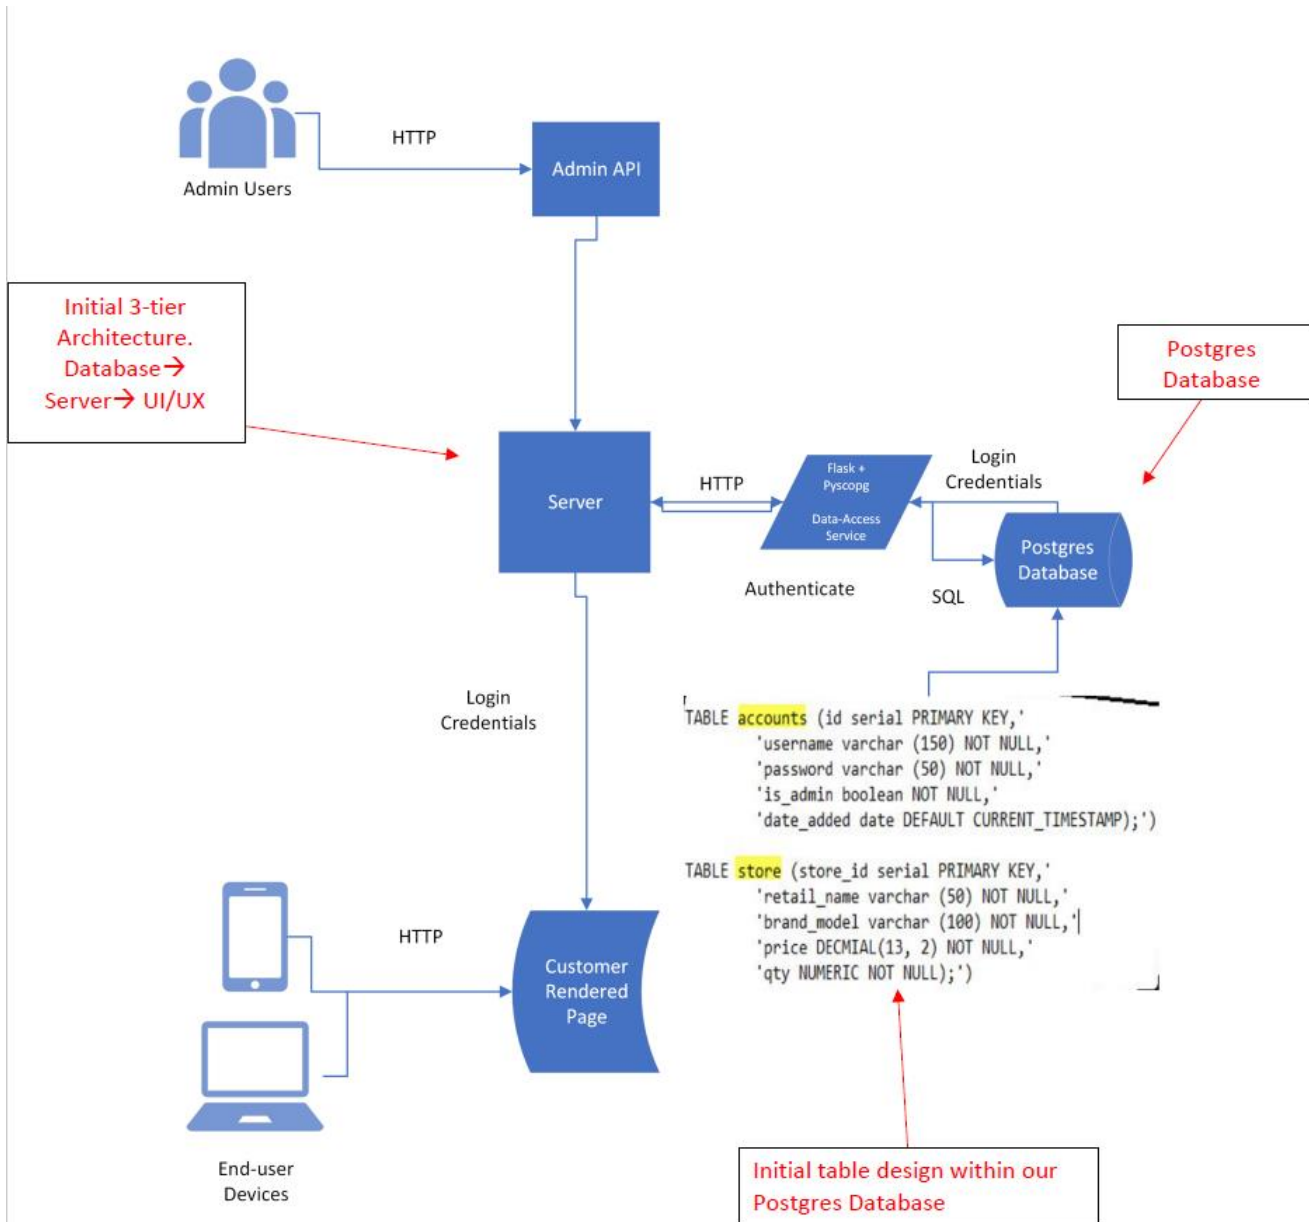 HTTP
Admin API
Admin Users
Initial 3-tier
Architecture.
Database→
Server→ UI/UX
Postgres
Database
Server
HTTP
Flask +
Pyscopg
Data-Access
Service
Login
Credentials
Postgres
Database
Authenticate
SQL
Login
Credentials
TABLE accounts (id serial PRIMARY KEY,'
'username varchar (150) NOT NULL,'
'password varchar (50) NOT NULL,'
'is_admin boolean NOT NULL,'
'date_added date DEFAULT CURRENT_TIMESTAMP);')
TABLE store (store_id serial PRIMARY KEY,'
'retail_name varchar (50) NOT NULL,'
'brand_model varchar (100) NOT NULL,'
'price DECMIAL(13, 2) NOT NULL,'
'qty NUMERIC NOT NULL);')
HTTP
Customer
Rendered
Page
End-user
Devices
Initial table design within our
Postgres Database